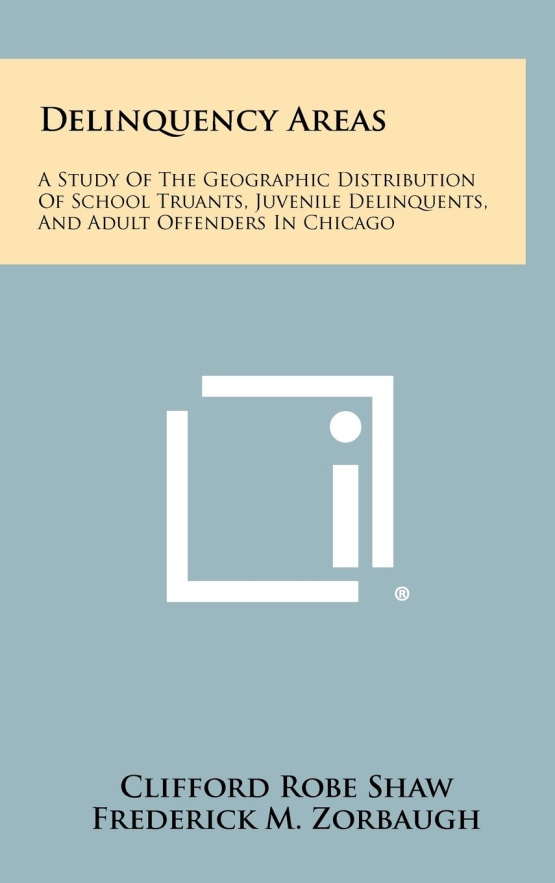 Delinquency Areas
A Study Of The Geographic Distribution
Of School Truants, Juvenile Delinquents,
And Adult Offenders In Chicago
i
®
Clifford Robe Shaw
Frederick M. Zorbaugh